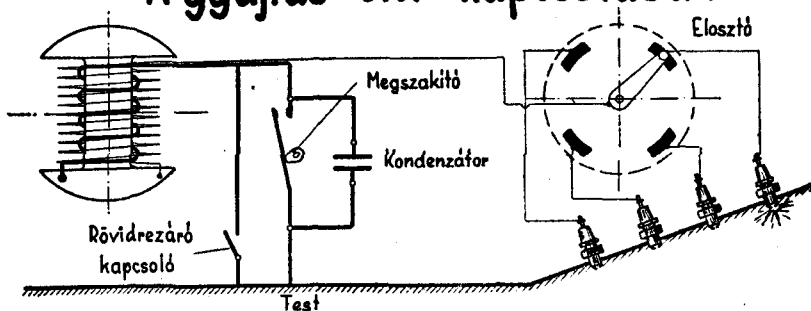 Elosztó
Megszakító
Kondenzátor
Rövidrezáró
kapcsoló
Test